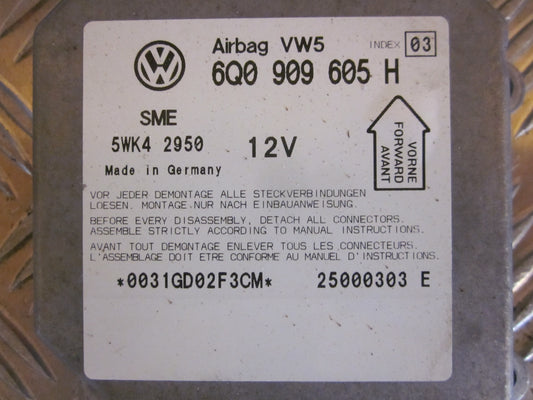 Airbag VW5 INDEX 03
6Q0 909 605 H
SME
5WK4 2950 12V
Made in Germany
VORNE
FORWARD
AVANT
VOR JEDER DEMONTAGE ALLE STECKVERBINDUNGEN
LOESEN. MONTAGE NUR NACH EINBAUANWEISUNG.
BEFORE EVERY DISASSEMBLY, DETACH ALL CONNECTORS.
ASSEMBLE STRICTLY ACCORDING TO MANUAL INSTRUCTIONS.
AVANT TOUT DEMONTAGE ENLEVER TOUS LES CONNECTEURS.
L'ASSEMBLAGE DOIT ETRE CONFORME AU MANUEL D'INSTRUCTIONS.
*0031GD02F3CM* 25000303 E